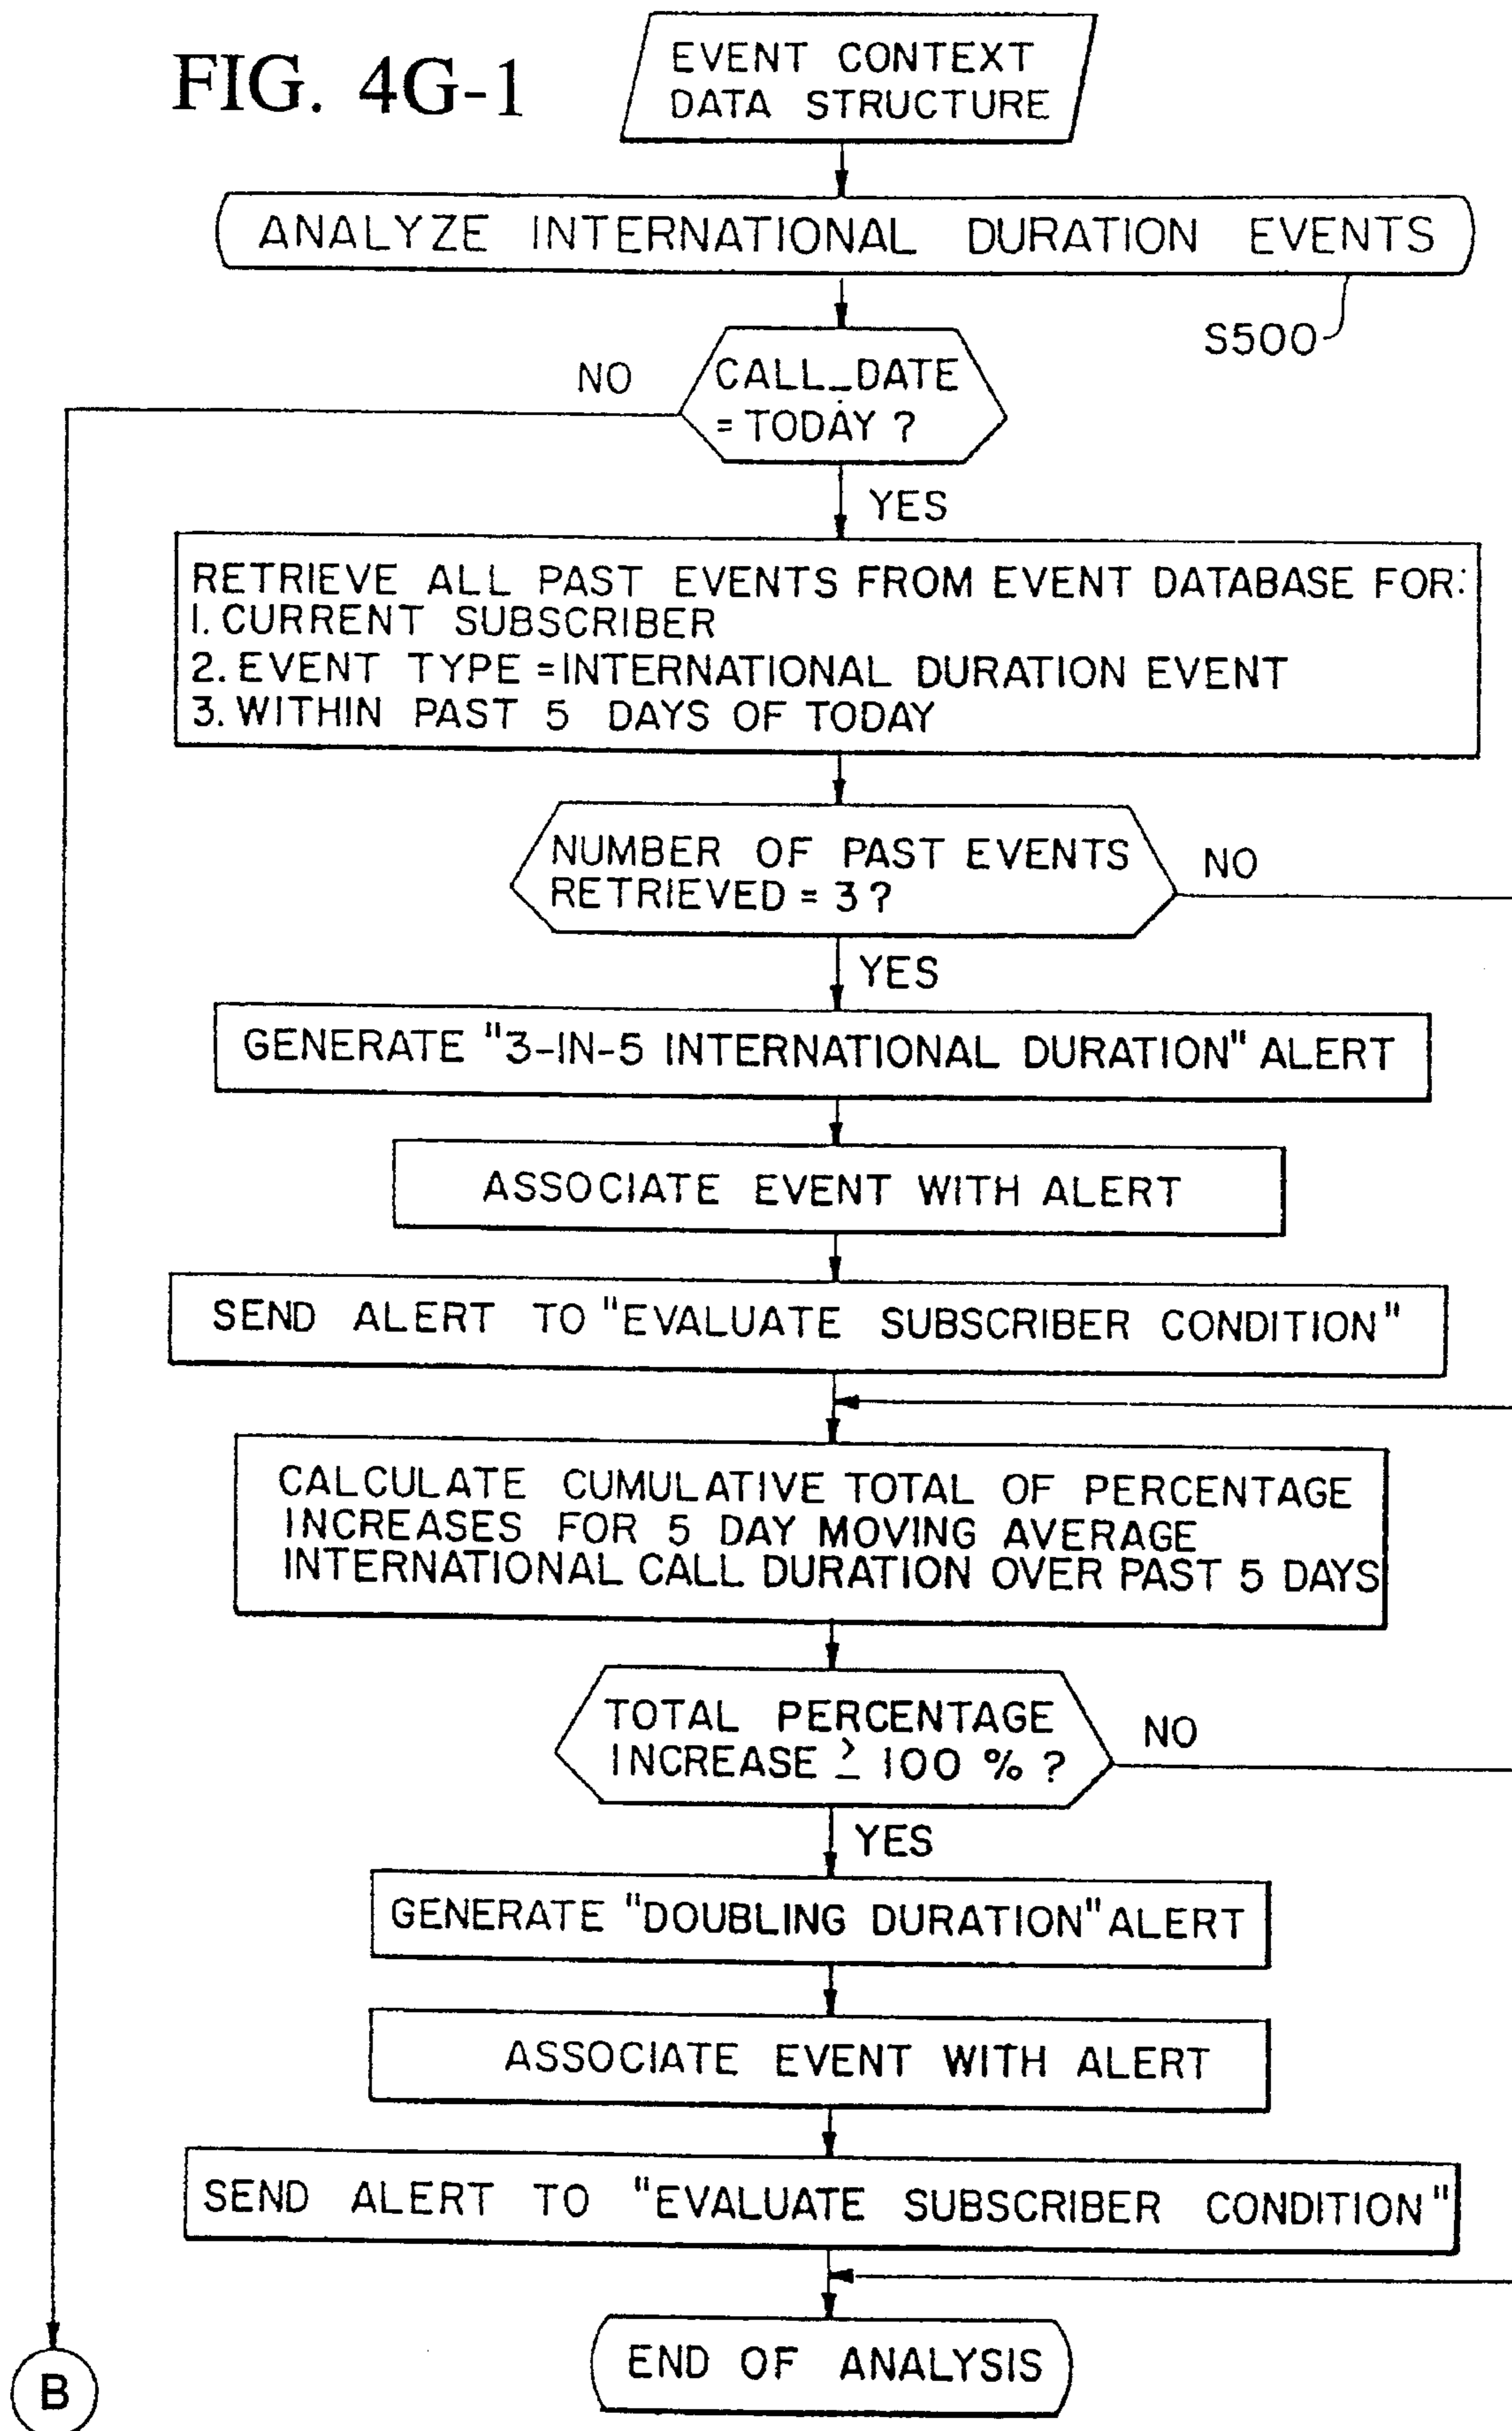 FIG. 4G-1
EVENT CONTEXT
DATA STRUCTURE
ANALYZE INTERNATIONAL DURATION EVENTS
S500
CALL_DATE
= TODAY ?
NO
YES
RETRIEVE ALL PAST EVENTS FROM EVENT DATABASE FOR:
1. CURRENT SUBSCRIBER
2. EVENT TYPE = INTERNATIONAL DURATION EVENT
3. WITHIN PAST 5 DAYS OF TODAY
NUMBER OF PAST EVENTS
RETRIEVED = 3 ?
NO
YES
GENERATE "3-IN-5 INTERNATIONAL DURATION" ALERT
ASSOCIATE EVENT WITH ALERT
SEND ALERT TO "EVALUATE SUBSCRIBER CONDITION"
CALCULATE CUMULATIVE TOTAL OF PERCENTAGE
INCREASES FOR 5 DAY MOVING AVERAGE
INTERNATIONAL CALL DURATION OVER PAST 5 DAYS
TOTAL PERCENTAGE
INCREASE ≥ 100 % ?
NO
YES
GENERATE "DOUBLING DURATION" ALERT
ASSOCIATE EVENT WITH ALERT
SEND ALERT TO "EVALUATE SUBSCRIBER CONDITION"
END OF ANALYSIS
B